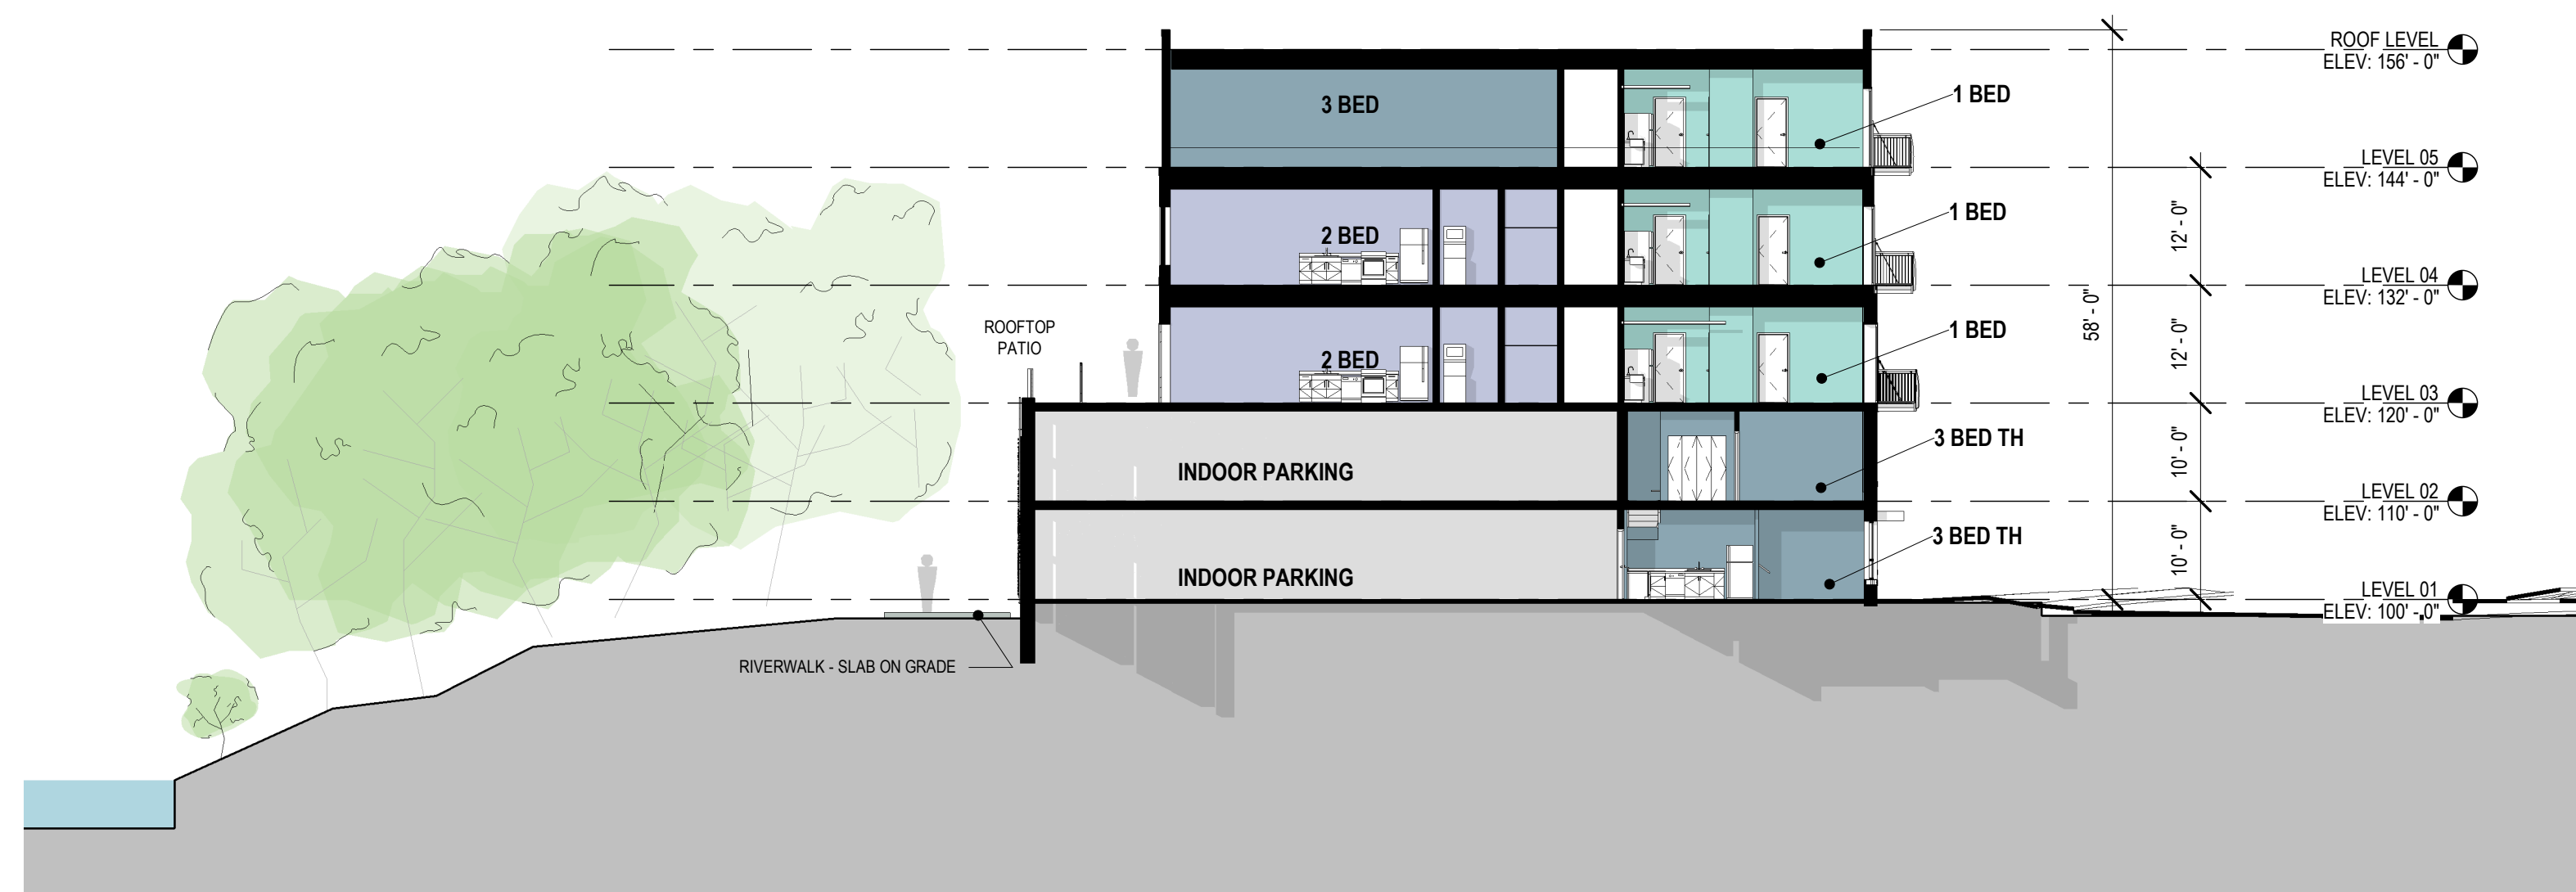 ROOF LEVEL
ELEV: 156' - 0"
3 BED
1 BED
LEVEL 05
ELEV: 144' - 0"
2 BED
1 BED
12' - 0"
LEVEL 04
ELEV: 132' - 0"
ROOFTOP
PATIO
2 BED
1 BED
58' - 0"
12' - 0"
LEVEL 03
ELEV: 120' - 0"
INDOOR PARKING
3 BED TH
10' - 0"
LEVEL 02
ELEV: 110' - 0"
INDOOR PARKING
3 BED TH
10' - 0"
LEVEL 01
ELEV: 100' - 0"
RIVERWALK - SLAB ON GRADE